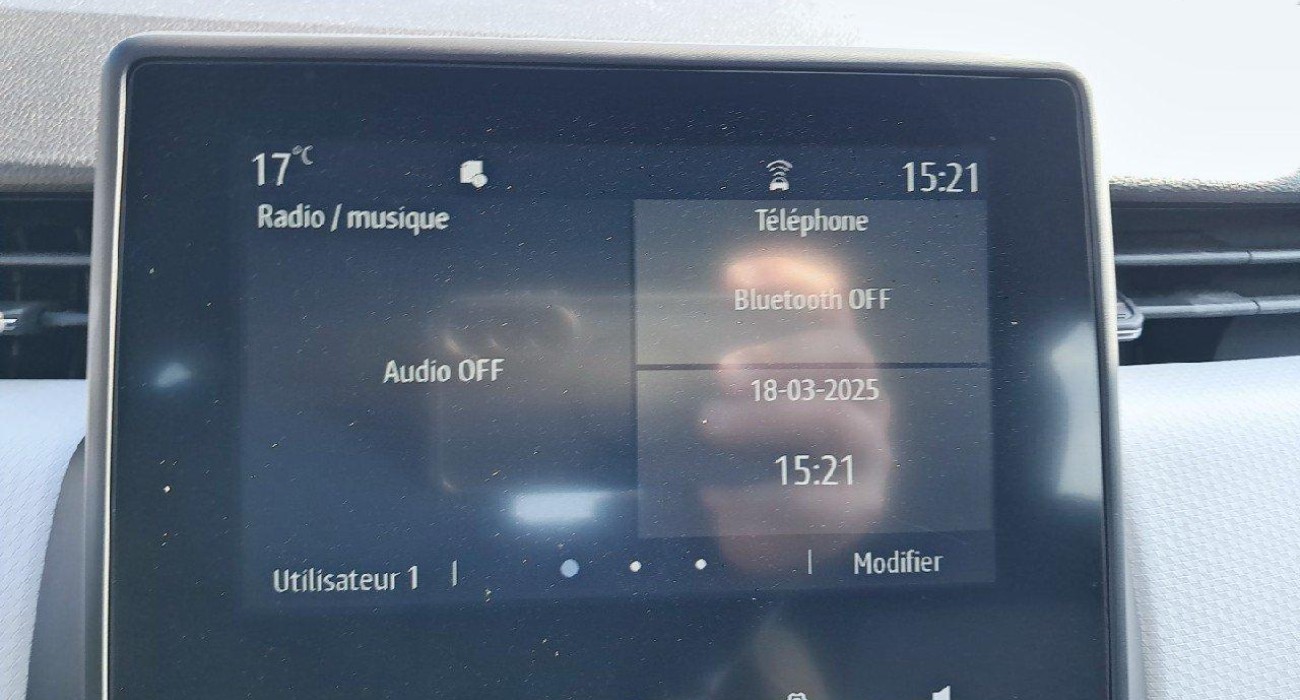 17°C
15:21
Radio / musique
Téléphone
Bluetooth OFF
Audio OFF
18-03-2025
15:21
Utilisateur 1
Modifier